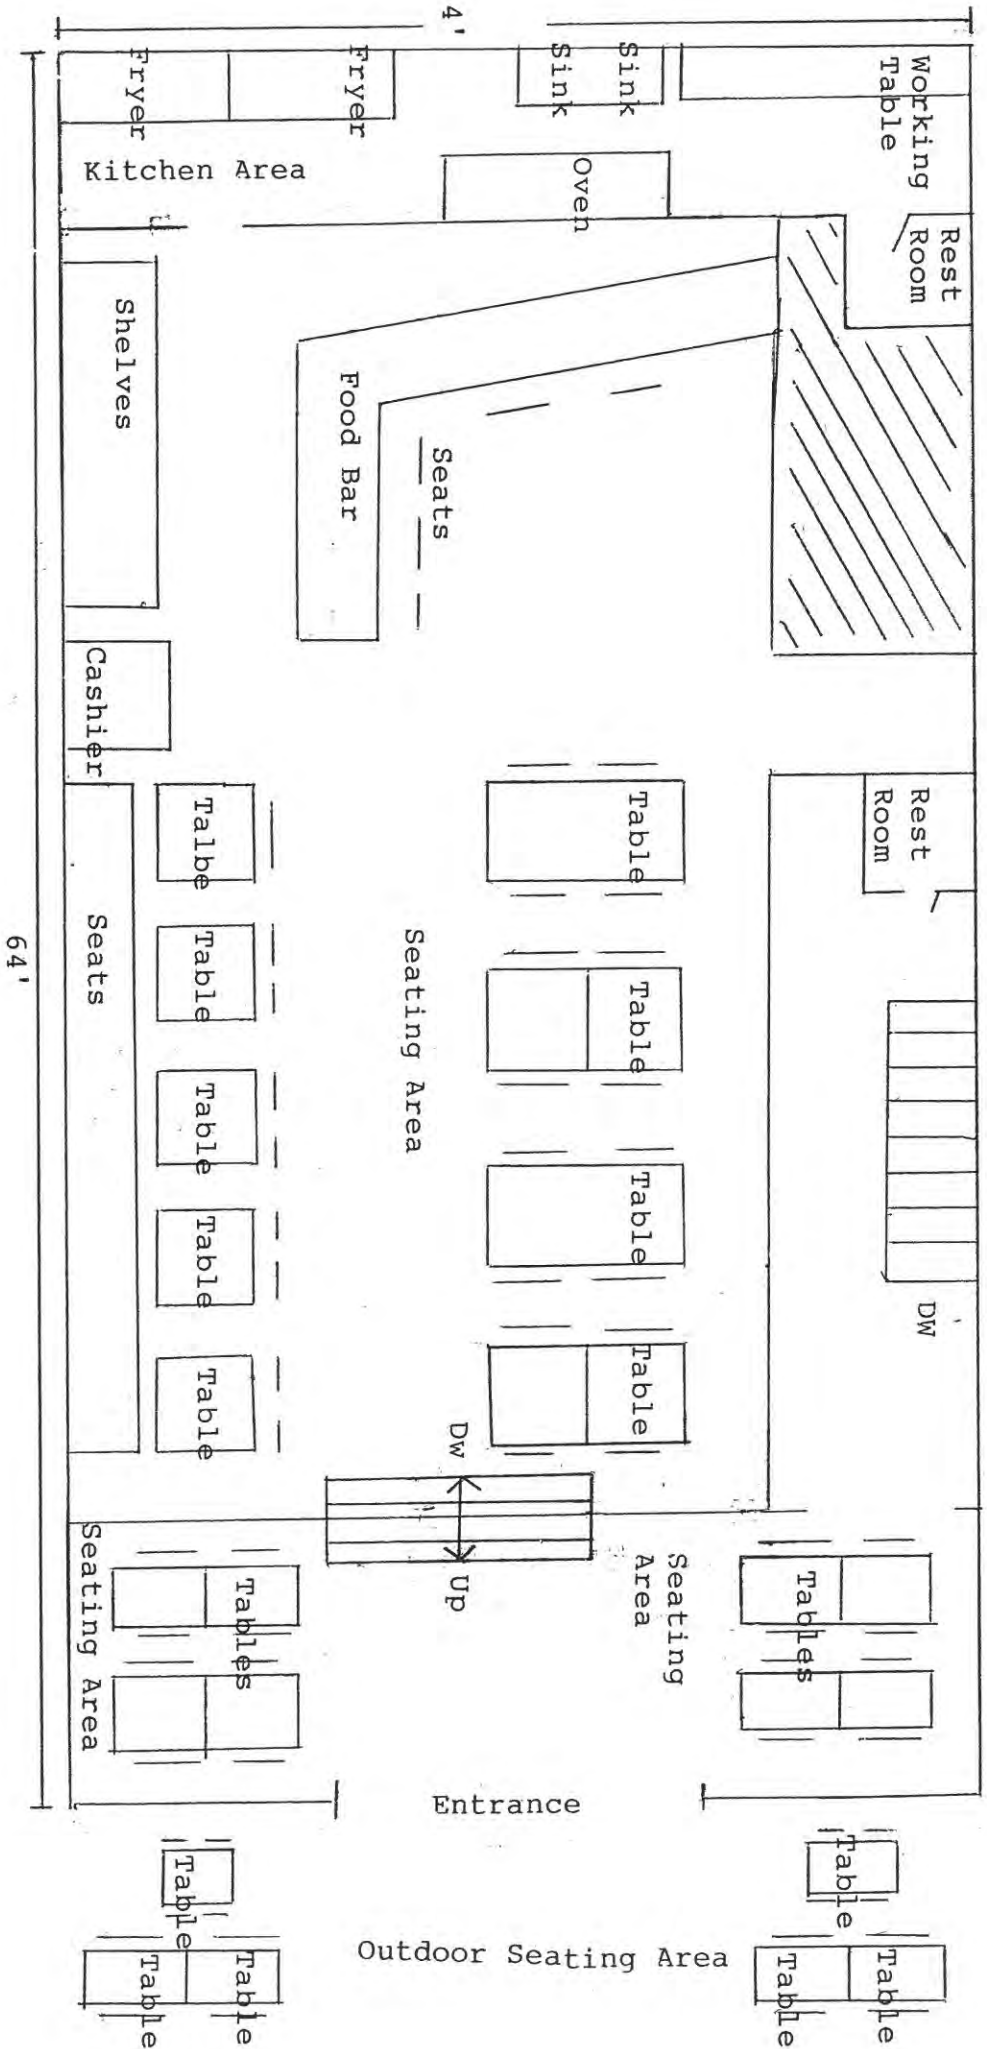 4'
Working
Table
Sink
Sink
Fryer
Fryer
Kitchen Area
Oven
Rest
Room
Shelves
Food Bar
Seats
Cashier
Talbe
Table
Rest
Room
Seats
Table
Seating Area
Table
Table
Table
Table
Table
DW
Table
Table
64'
Dw
Up
Seating Area
Tables
Seating
Area
Tables
Entrance
Table
Table
Outdoor Seating Area
Table
Table
Table
Table